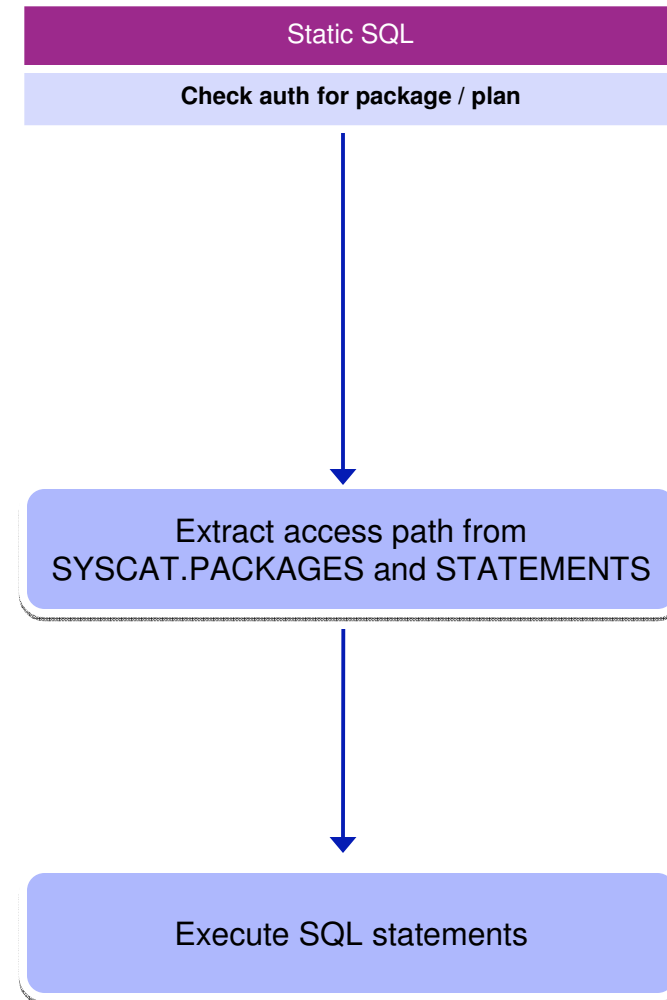 Static SQL
Check auth for package / plan
Extract access path from
SYSCAT.PACKAGES and STATEMENTS
Execute SQL statements